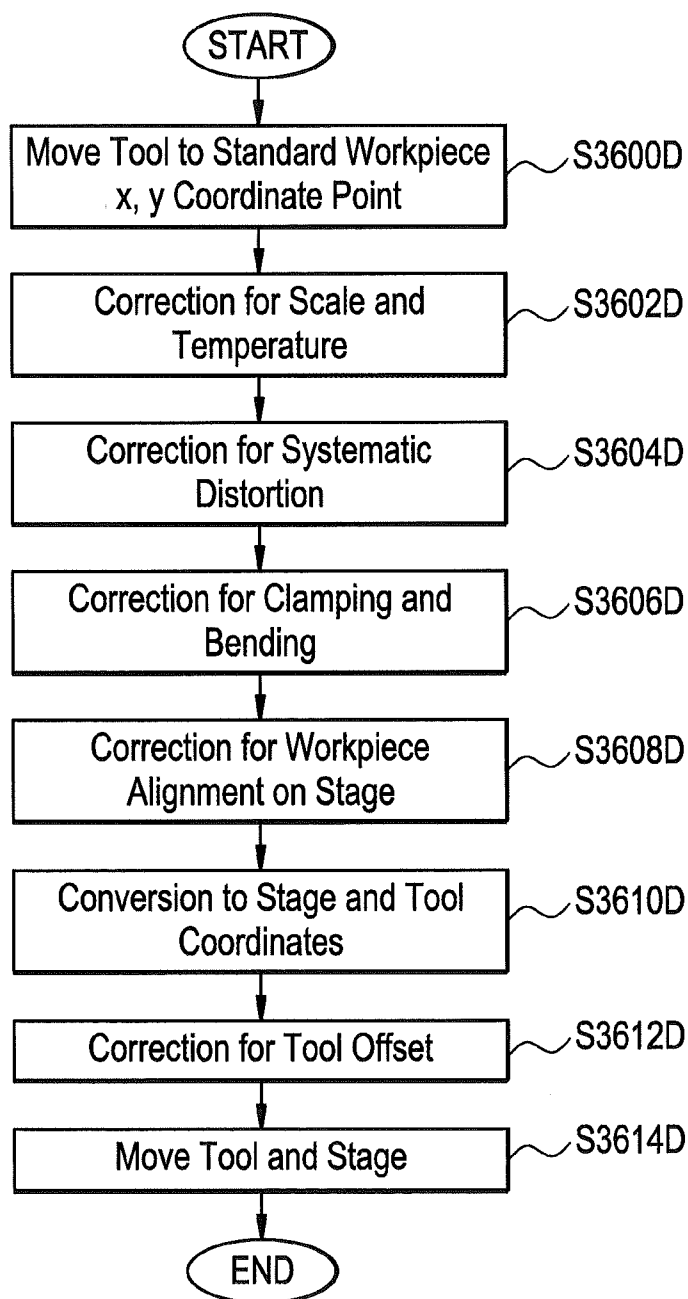 START
Move Tool to Standard Workpiece
x, y Coordinate Point
S3600D
Correction for Scale and
Temperature
S3602D
Correction for Systematic
Distortion
S3604D
Correction for Clamping and
Bending
S3606D
Correction for Workpiece
Alignment on Stage
S3608D
Conversion to Stage and Tool
Coordinates
S3610D
Correction for Tool Offset
S3612D
Move Tool and Stage
S3614D
END